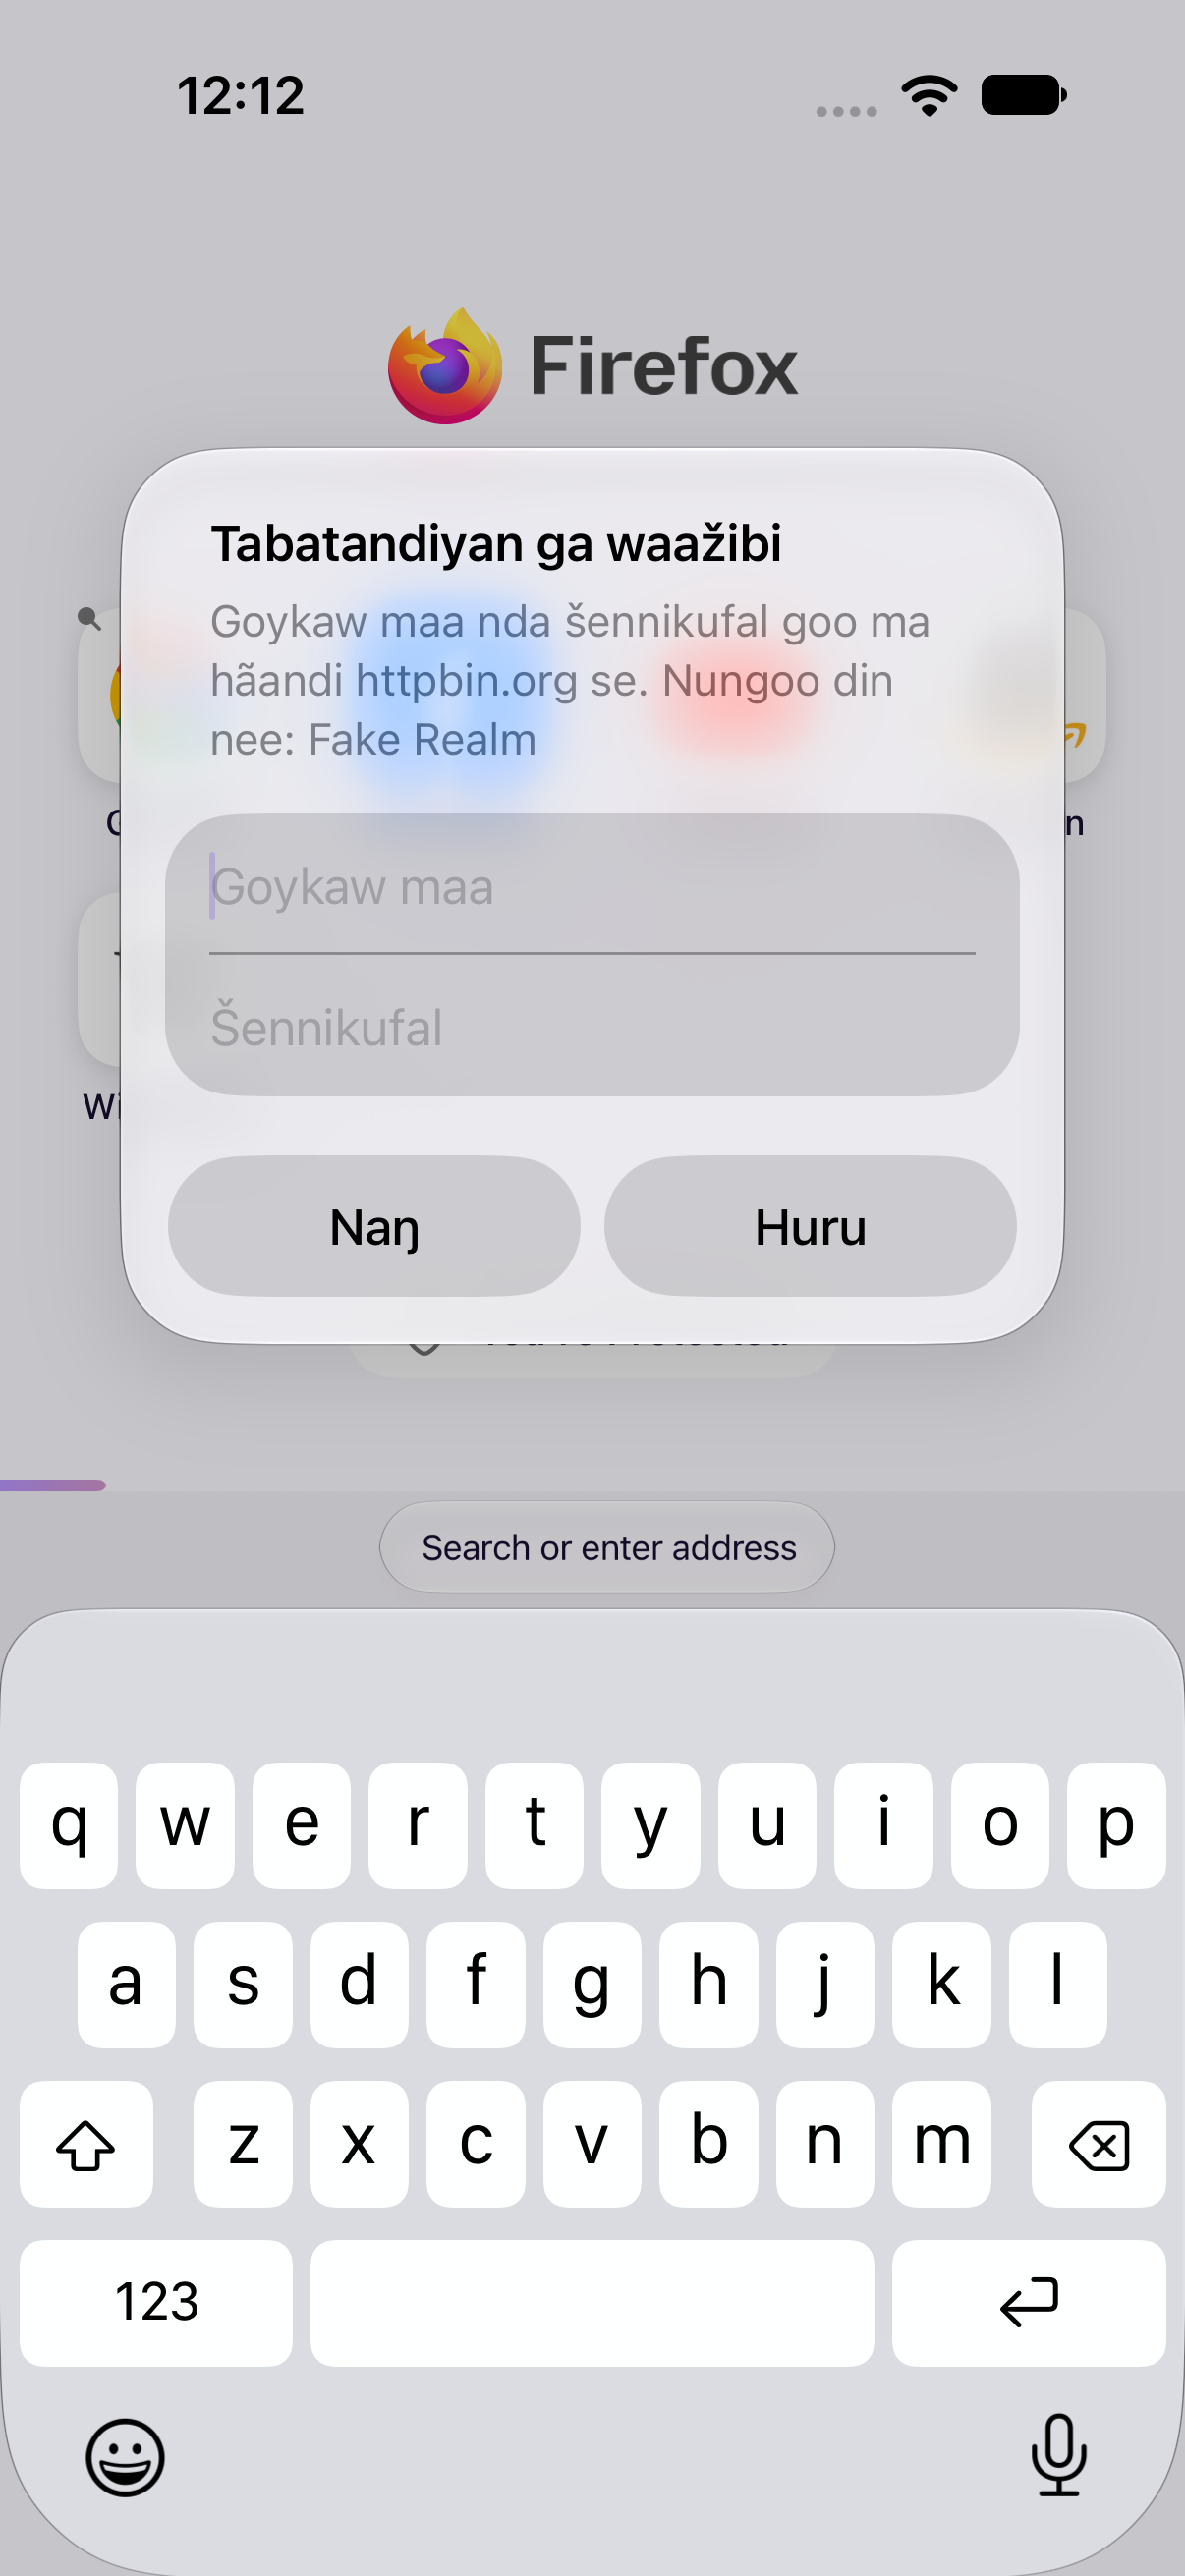 12:12
Firefox
Tabatandiyan ga waažibi
Goykaw maa nda šennikufal goo ma
hãandi httpbin.org se. Nungoo din
nee: Fake Realm
Goykaw maa
Šennikufal
Naŋ
Huru
Search or enter address
q w e r t y u i o p
a s d f g h j k l
z x c v b n m
123